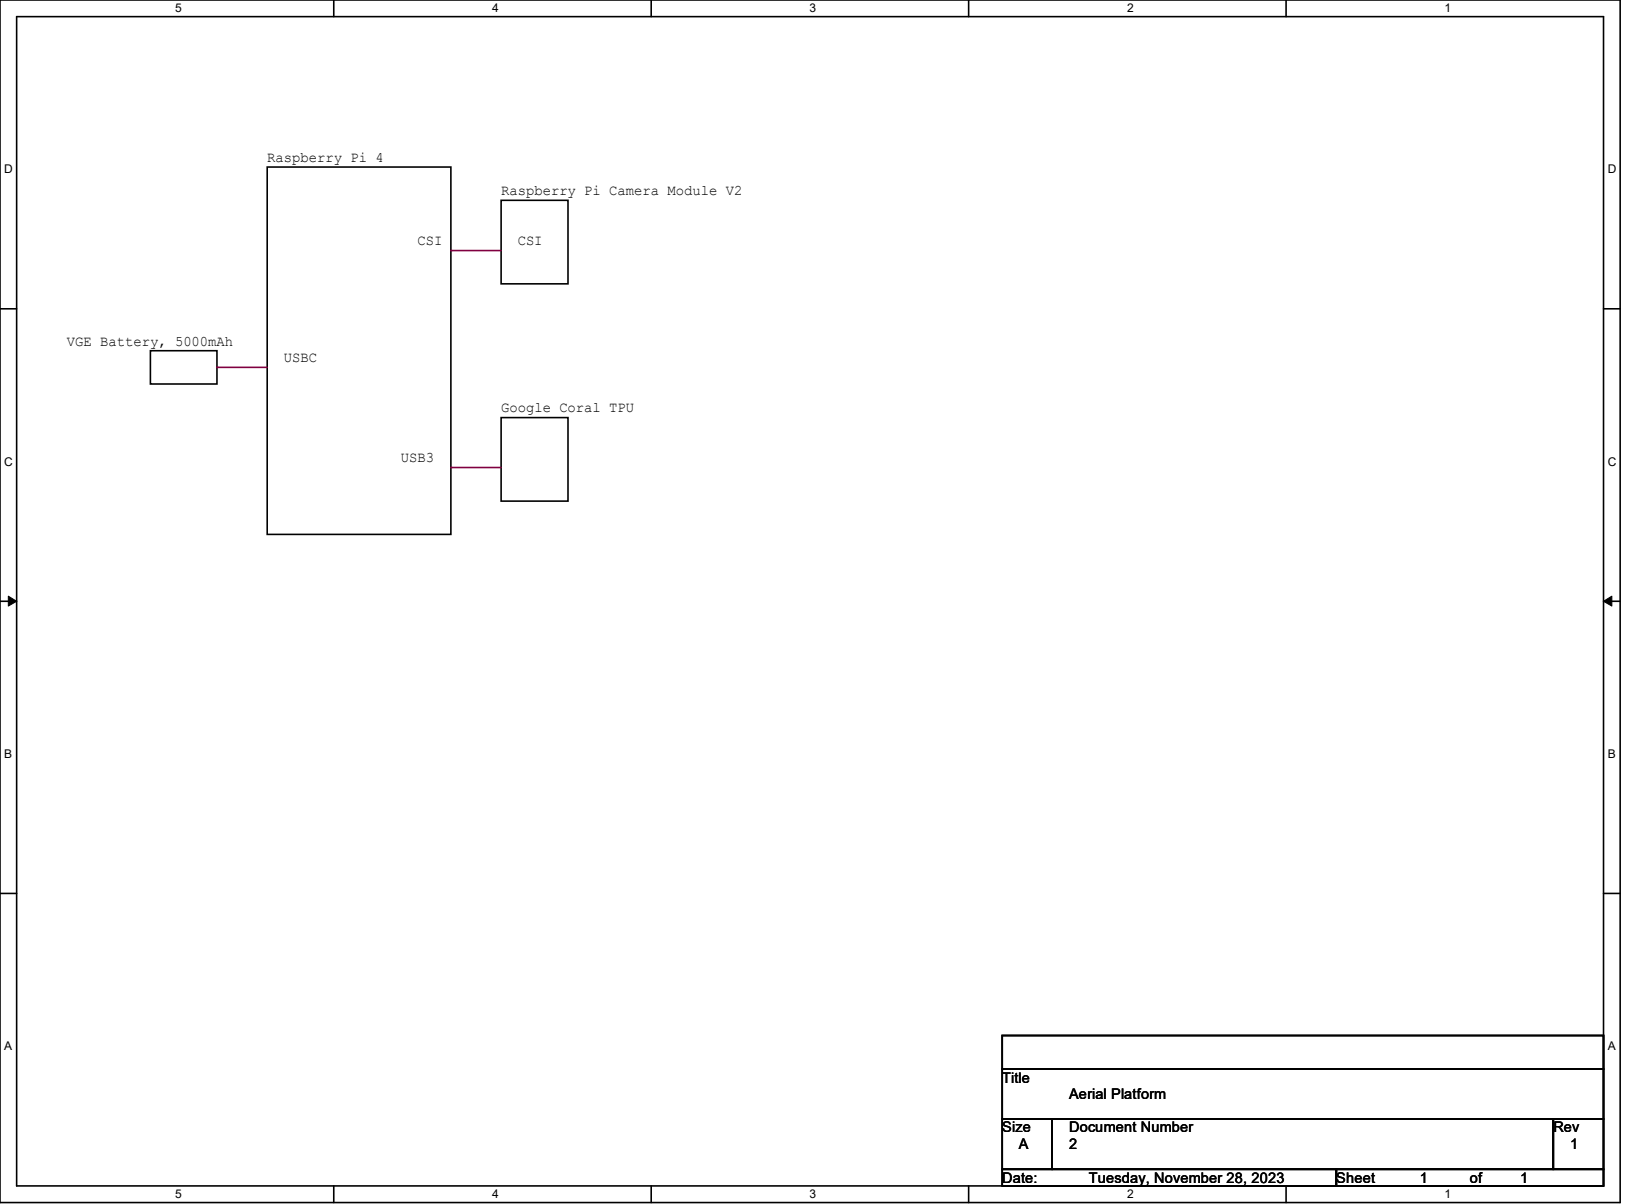 5 4 3 2 1
Raspberry Pi 4
D D
Raspberry Pi Camera Module V2
CSI CSI
VGE Battery, 5000mAh
USBC
Google Coral TPU
USB3
C C
B B
A A
Title
Aerial Platform
Size Document Number Rev
A 2 1
Date: Tuesday, November 28, 2023 Sheet 1 of 1
5 4 3 2 1